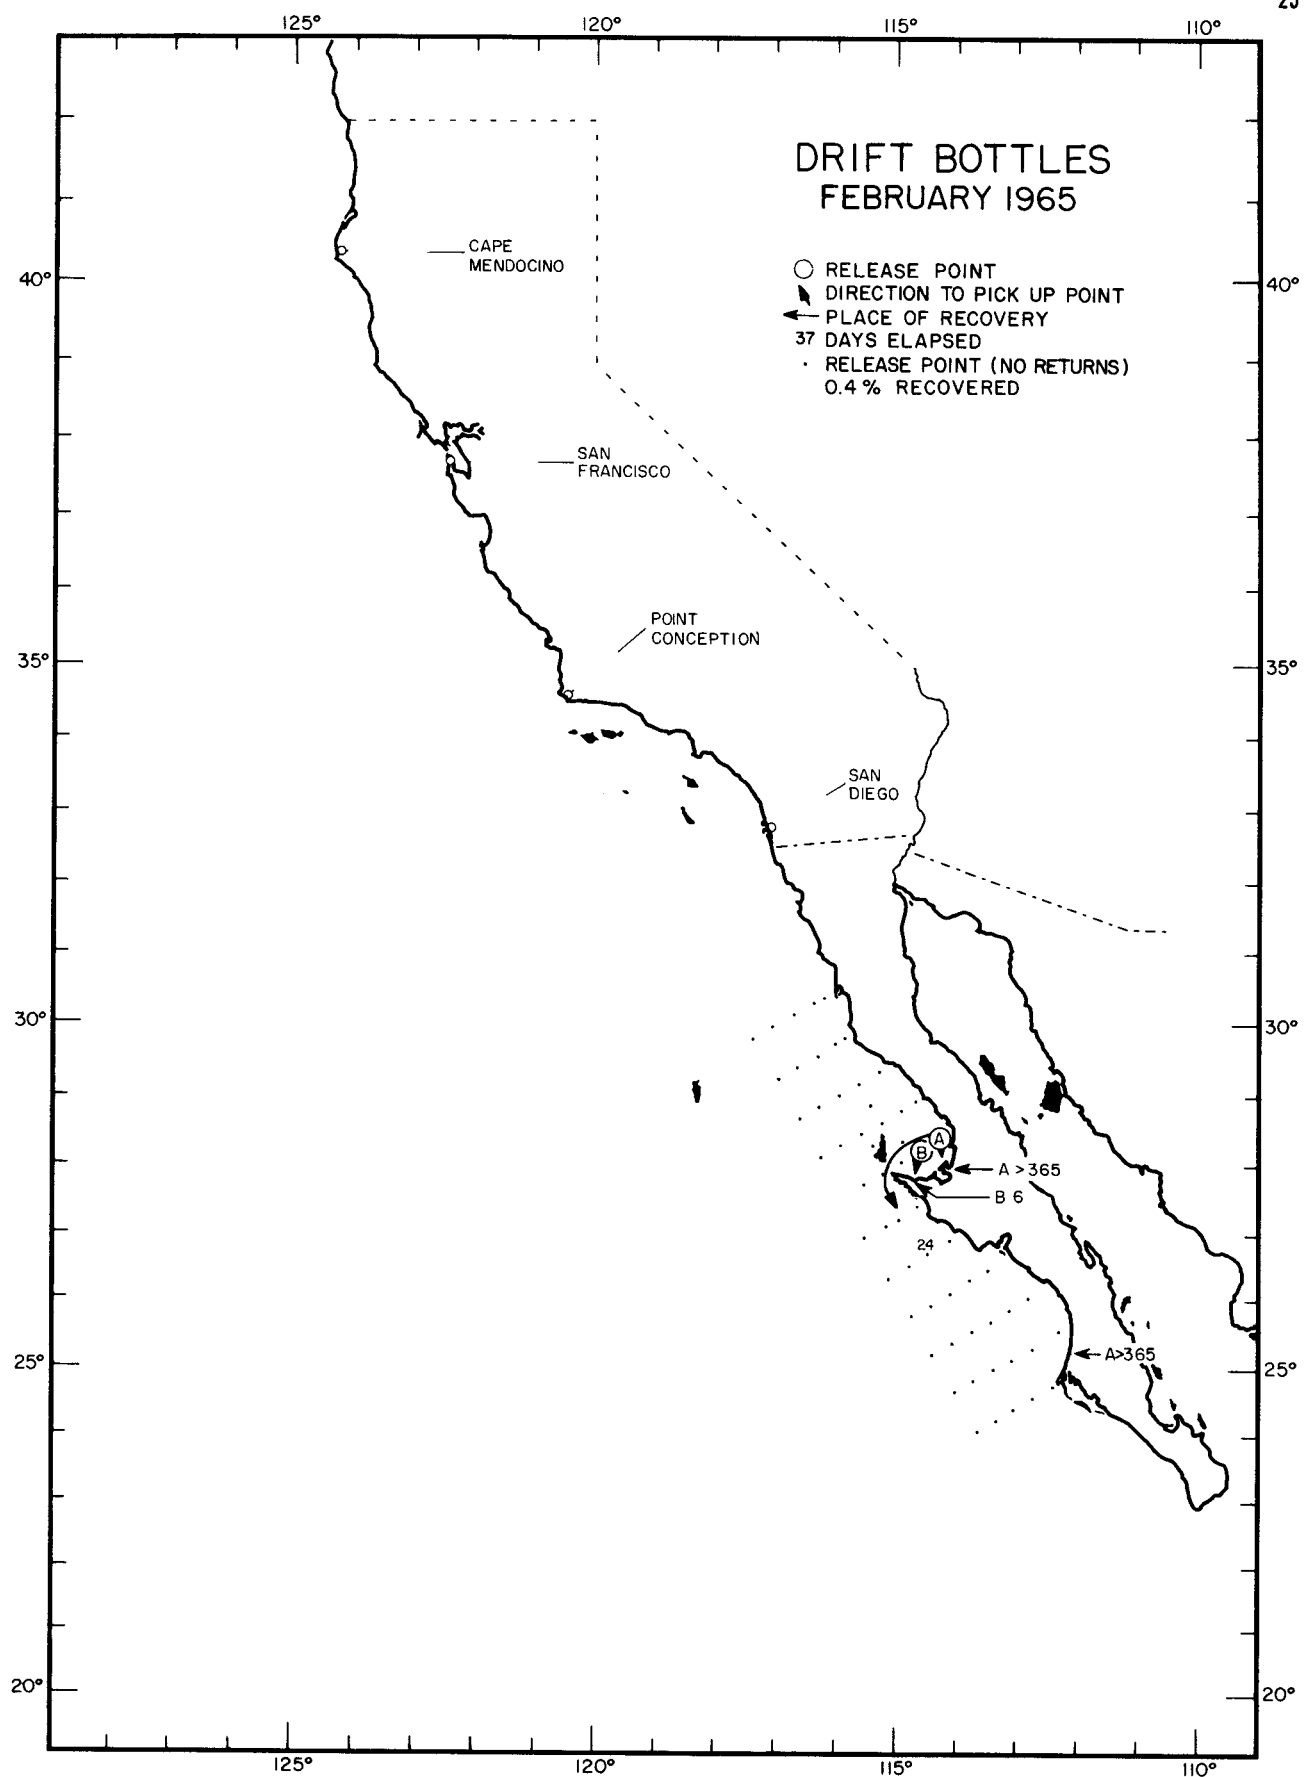 125°
120°
115°
110°
DRIFT BOTTLES
FEBRUARY 1965
RELEASE POINT
DIRECTION TO PICK UP POINT
PLACE OF RECOVERY
37 DAYS ELAPSED
RELEASE POINT (NO RETURNS)
0.4% RECOVERED
CAPE
MENDOCINO
40°
40°
SAN
FRANCISCO
POINT
CONCEPTION
35°
35°
SAN
DIEGO
30°
30°
A
B
A >365
B 6
24
A>365
25°
25°
20°
20°
125°
120°
115°
110°